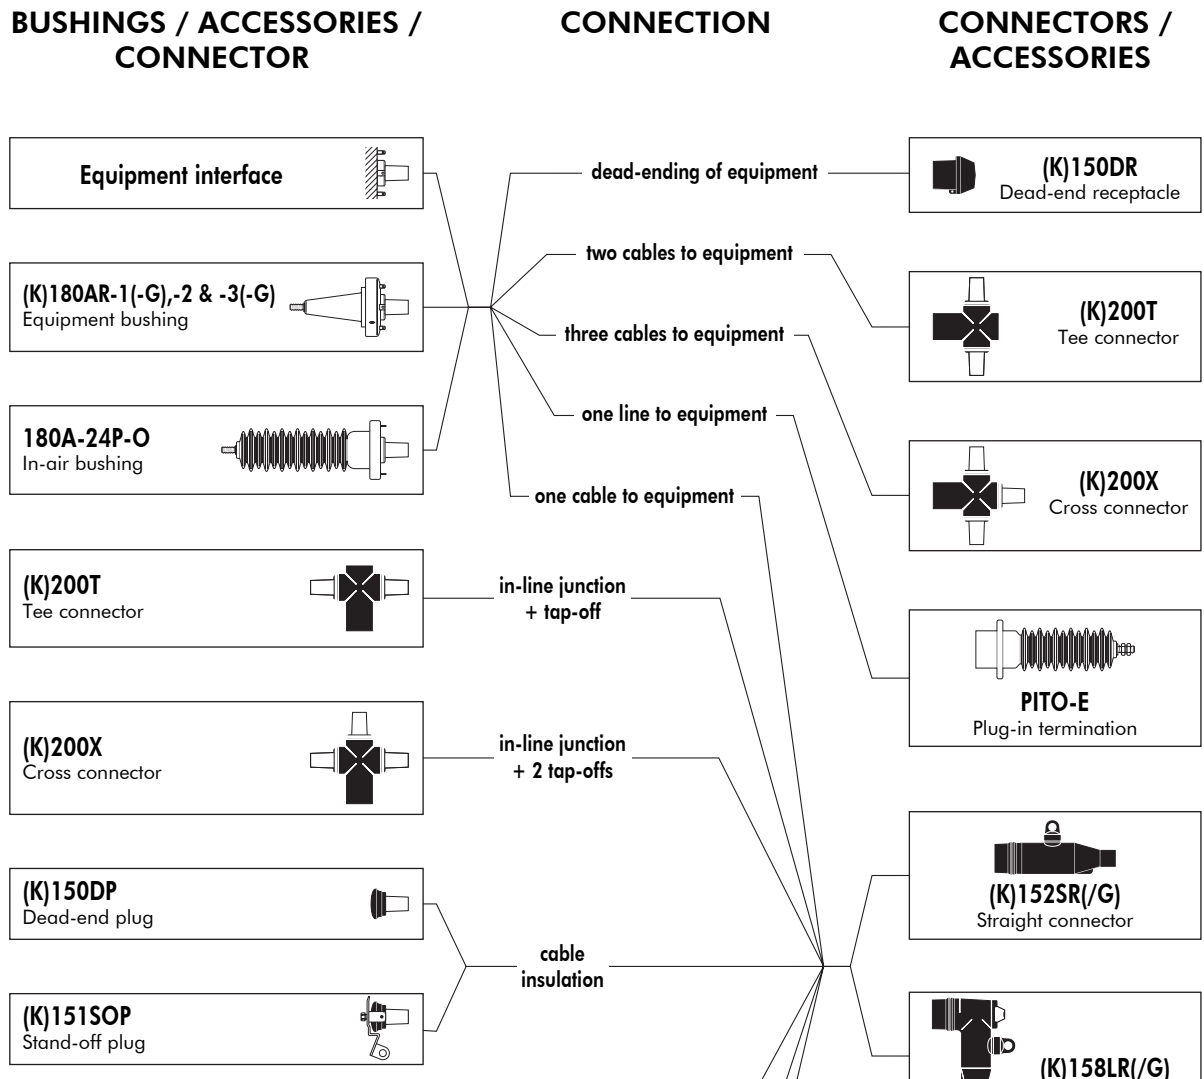 BUSHINGS / ACCESSORIES /
CONNECTOR
CONNECTION
CONNECTORS /
ACCESSORIES
Equipment interface
(K)180AR-1(-G),-2 & -3(-G)
Equipment bushing
180A-24P-O
In-air bushing
(K)200T
Tee connector
(K)200X
Cross connector
(K)150DP
Dead-end plug
(K)151SOP
Stand-off plug
dead-ending of equipment
two cables to equipment
three cables to equipment
one line to equipment
one cable to equipment
in-line junction
+ tap-off
in-line junction
+ 2 tap-offs
cable
insulation
(K)150DR
Dead-end receptacle
(K)200T
Tee connector
(K)200X
Cross connector
PITO-E
Plug-in termination
(K)152SR(/G)
Straight connector
(K)158LR(/G)